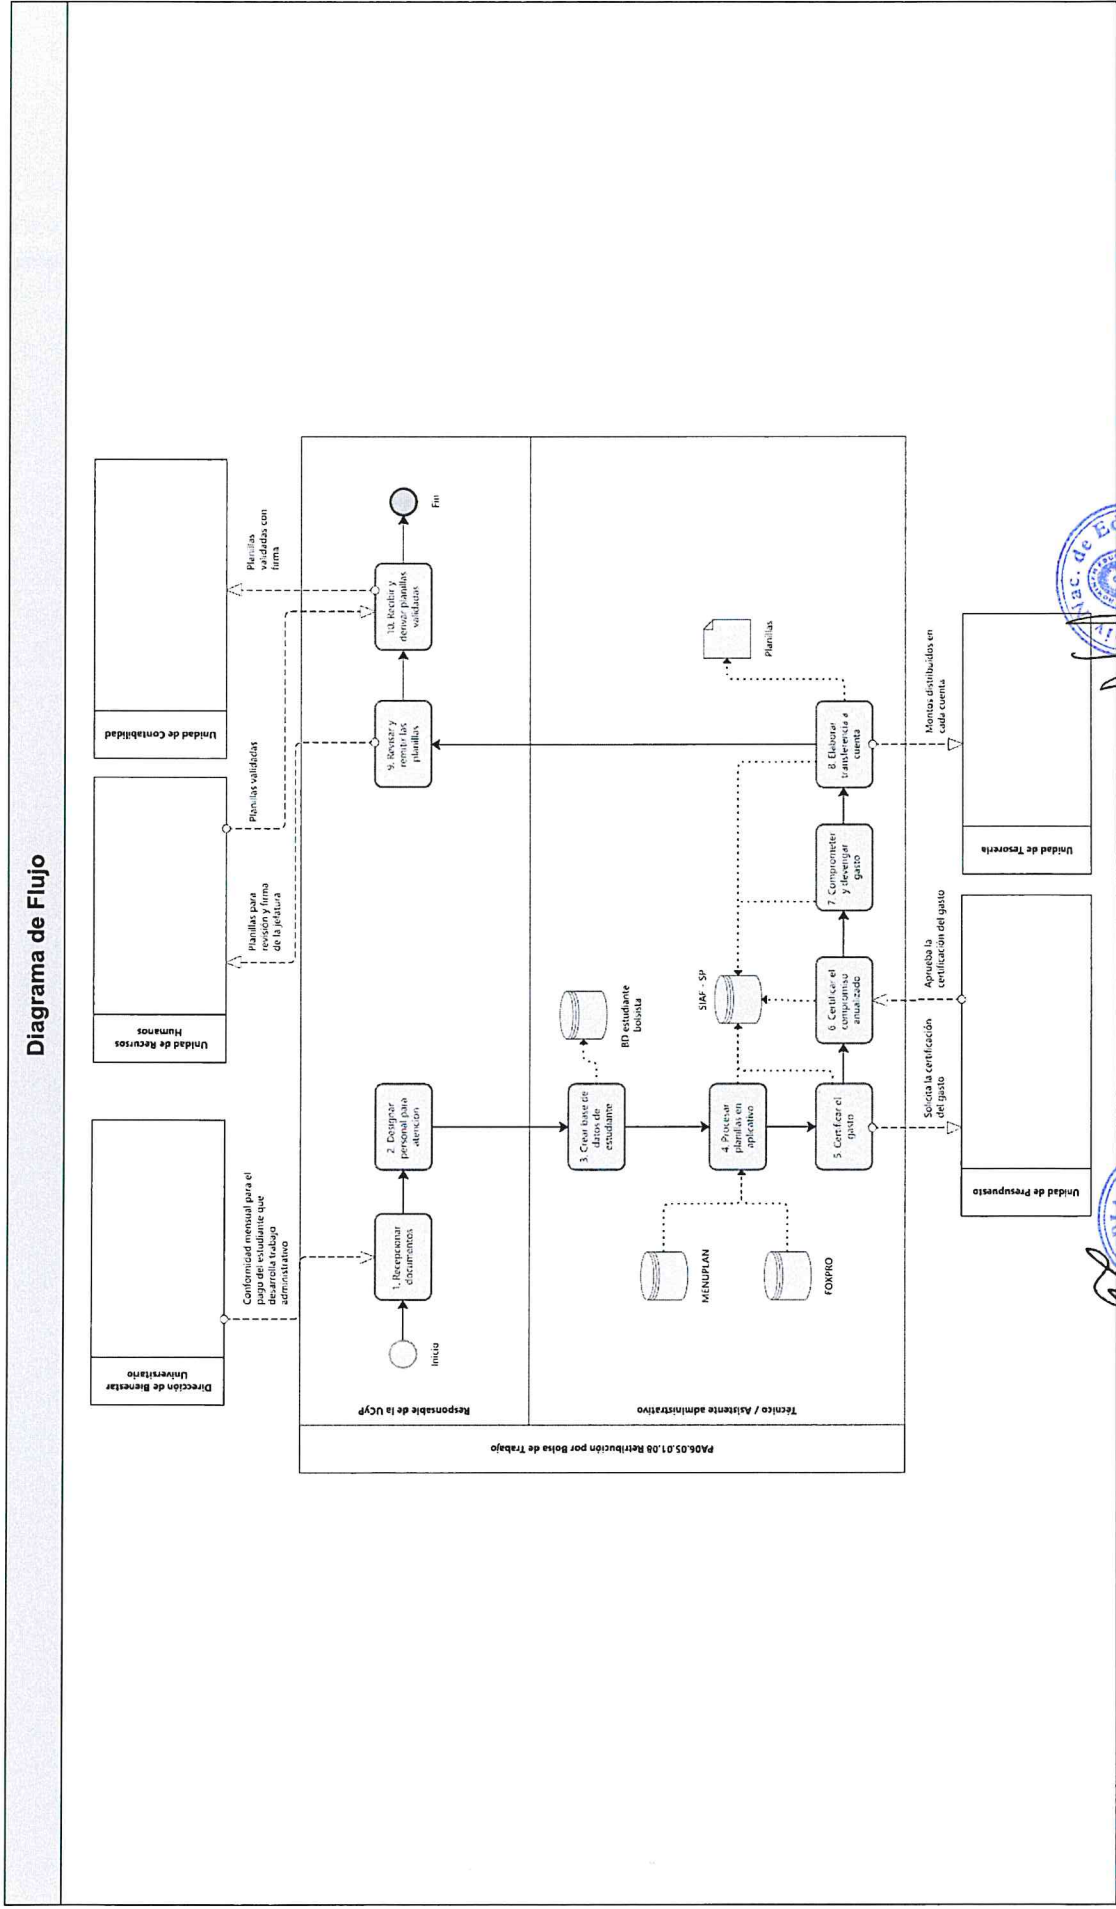 Diagrama de Flujo
Dirección de Bienestar
Universitario
Unidad de Recursos
Humanos
Unidad de Contabilidad
Conformidad mensual para el
pago del estudiante que
desarrolla trabajo
administrativo
Planillas para
revisión y firma
de la jefatura
Planillas validadas
Planillas
validadas con
firma
PA06.05.01.08 Retribución por Bolsa de Trabajo
Responsable de la UCyP
Inicio
1. Recepcionar
documentos
2. Designar
personal para
atención
9. Revisar y
remitir las
planillas
10. Recibir y
derivar planillas
validadas
Fin
Técnico / Asistente administrativo
3. Crear base de
datos de
estudiante
BD estudiante
bolsista
MENUPLAN
FOXPRO
4. Procesar
planillas en
aplicativo
SIAF - SP
Planillas
5. Certificar el
gasto
6. Certificar el
compromiso
anualizado
7. Comprometer
y devengar
gasto
8. Elaborar
transferencia a
cuenta
Solicita la certificación
del gasto
Aprueba la
certificación del gasto
Montos distribuidos en
cada cuenta
Unidad de Presupuesto
Unidad de Tesorería
ac. de Ed